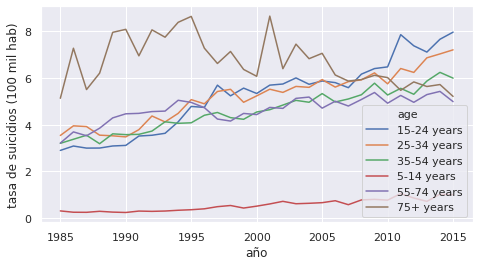 tasa de suicidios (100 mil hab)
8
6
4
2
0
1985
1990
1995
2000
2005
2010
2015
año
age
15-24 years
25-34 years
35-54 years
5-14 years
55-74 years
75+ years